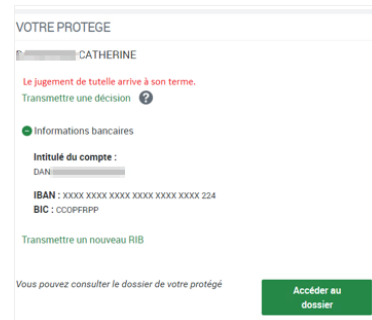 VOTRE PROTEGE
CATHERINE
Le jugement de tutelle arrive à son terme.
Transmettre une décision ?
Informations bancaires
Intitulé du compte :
DAN
IBAN : XXXX XXXX XXXX XXXX XXXX XXXX 224
BIC : CCOPFRPP
Transmettre un nouveau RIB
Vous pouvez consulter le dossier de votre protégé
Accéder au
dossier